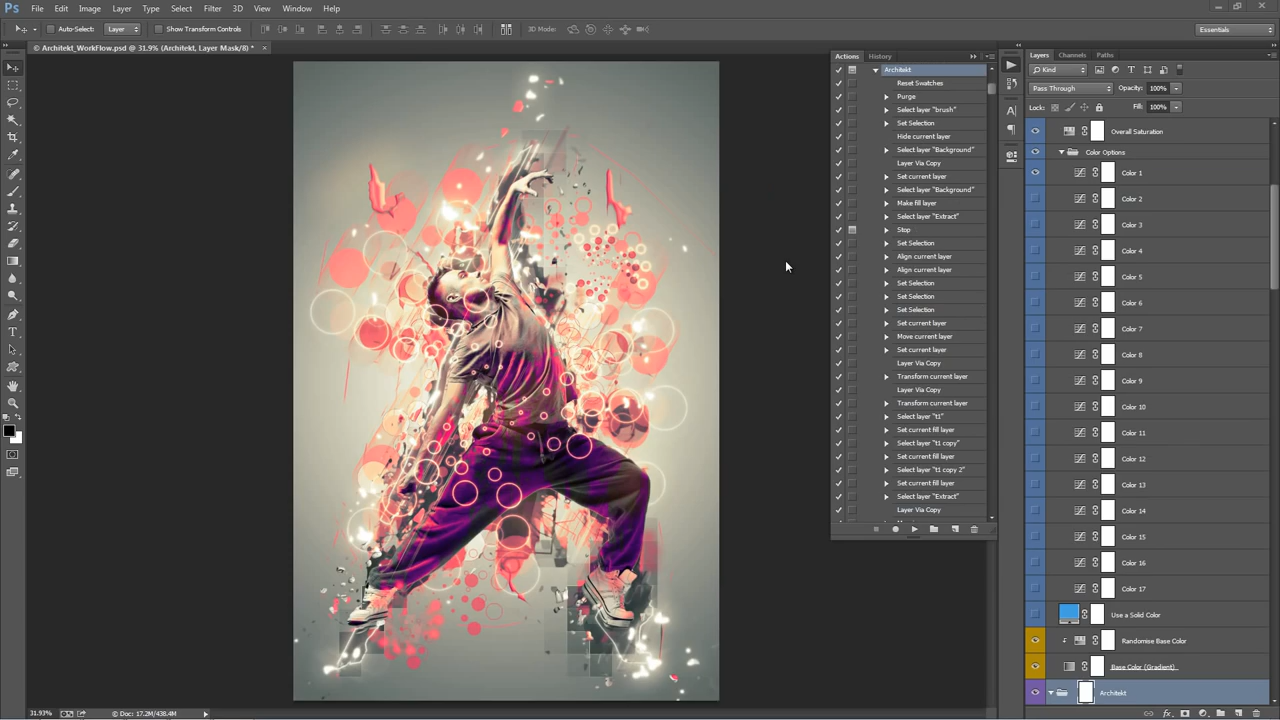 Ps File Edit Image Layer Type Select Filter 3D View Window Help
Auto-Select: Layer Show Transform Controls 3D Mode: Essentials
© Architekt_WorkFlow.psd @ 31.9% (Architekt, Layer Mask/8) * ×
Actions History
Architekt
Reset Swatches
Purge
Select layer "brush"
Set Selection
Hide current layer
Select layer "Background"
Layer Via Copy
Set current layer
Select layer "Background"
Make fill layer
Select layer "Extract"
Stop
Set Selection
Align current layer
Align current layer
Set Selection
Set Selection
Set Selection
Set current layer
Move current layer
Set current layer
Layer Via Copy
Transform current layer
Layer Via Copy
Transform current layer
Select layer "t1"
Set current fill layer
Select layer "t1 copy"
Set current fill layer
Select layer "t1 copy 2"
Set current fill layer
Select layer "Extract"
Layer Via Copy
Layers Channels Paths
Kind
Pass Through Opacity: 100%
Lock: Fill: 100%
Overall Saturation
Color Options
Color 1
Color 2
Color 3
Color 4
Color 5
Color 6
Color 7
Color 8
Color 9
Color 10
Color 11
Color 12
Color 13
Color 14
Color 15
Color 16
Color 17
Use a Solid Color
Randomise Base Color
Base Color (Gradient)
Architekt
31.93% Doc: 17.2M/438.4M